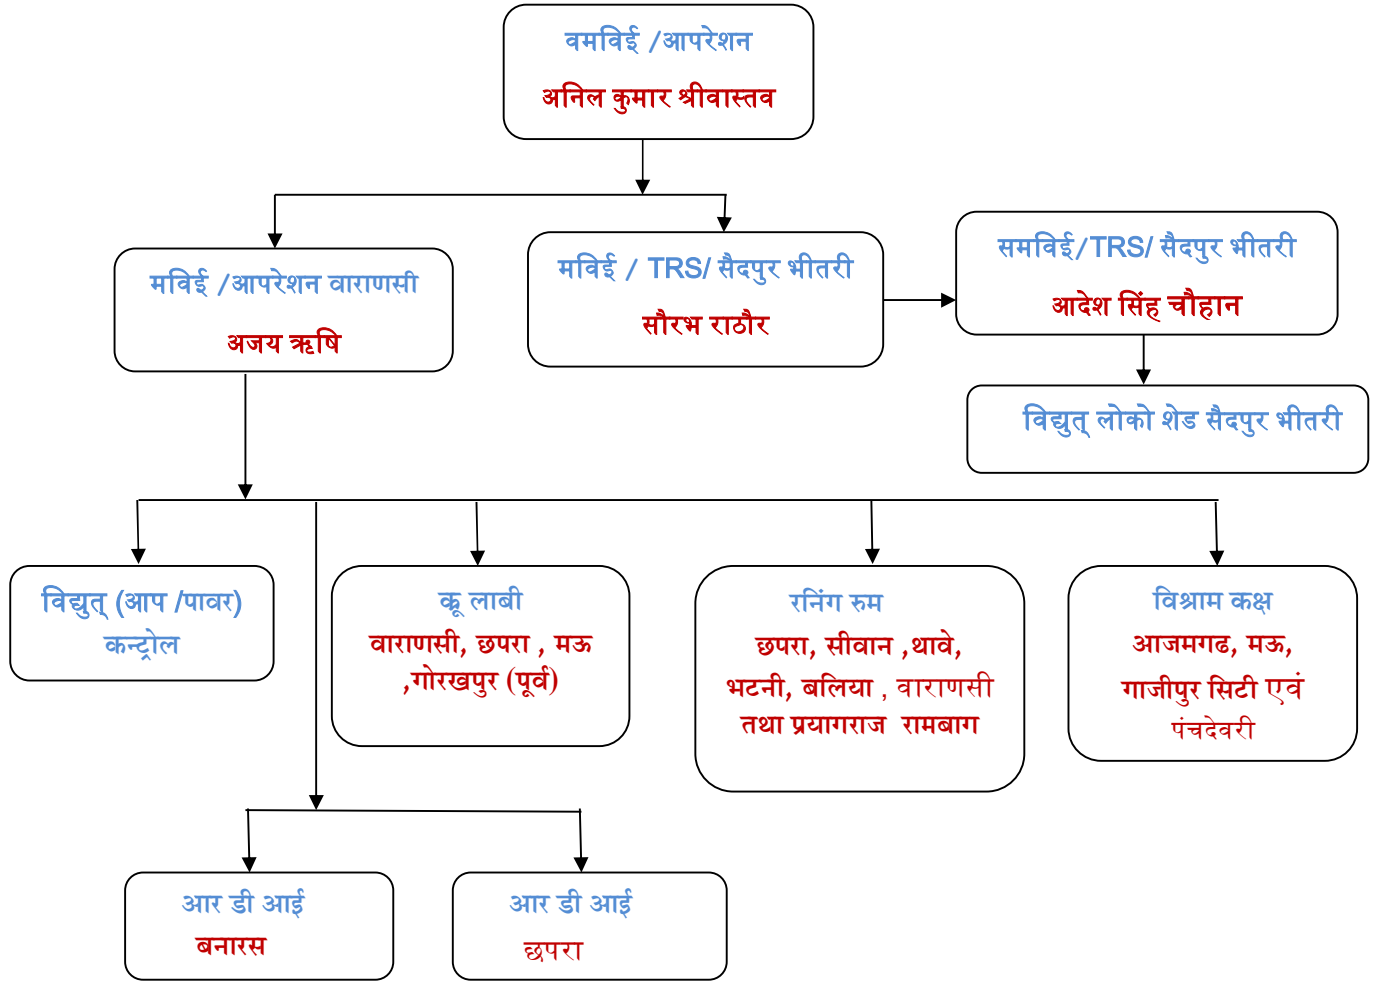 वमविई /आपरेशन
अनिल कुमार श्रीवास्तव
मविई /आपरेशन वाराणसी
अजय ऋषि
मविई / TRS/ सैदपुर भीतरी
सौरभ राठौर
समविई/TRS/ सैदपुर भीतरी
आदेश सिंह चौहान
विद्युत् लोको शेड सैदपुर भीतरी
विद्युत् (आप /पावर)
कन्ट्रोल
क्रू लाबी
वाराणसी, छपरा , मऊ
,गोरखपुर (पूर्व)
रनिंग रुम
छपरा, सीवान ,थावे,
भटनी, बलिया , वाराणसी
तथा प्रयागराज रामबाग
विश्राम कक्ष
आजमगढ, मऊ,
गाजीपुर सिटी एवं
पंचदेवरी
आर डी आई
बनारस
आर डी आई
छपरा